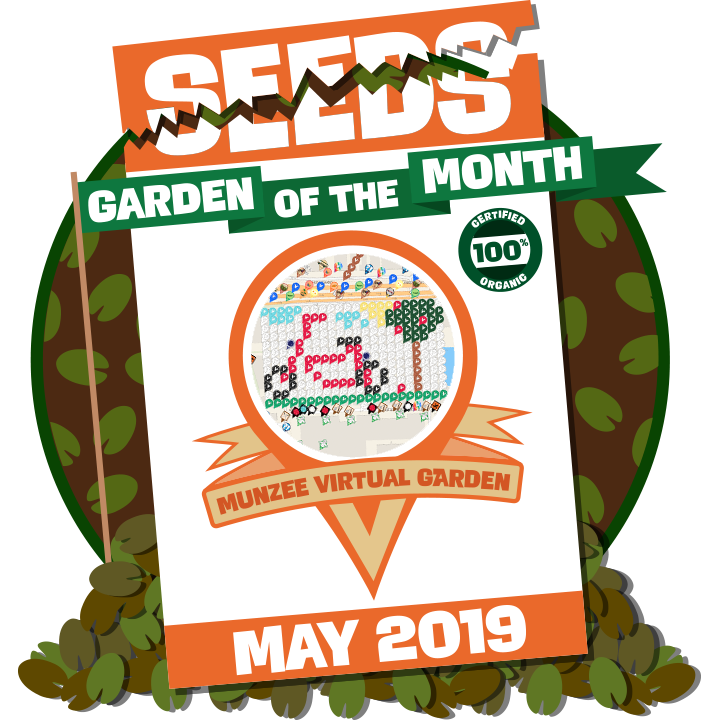 SEEDS
GARDEN OF THE MONTH
CERTIFIED
100%
ORGANIC
MUNZEE VIRTUAL GARDEN
MAY 2019